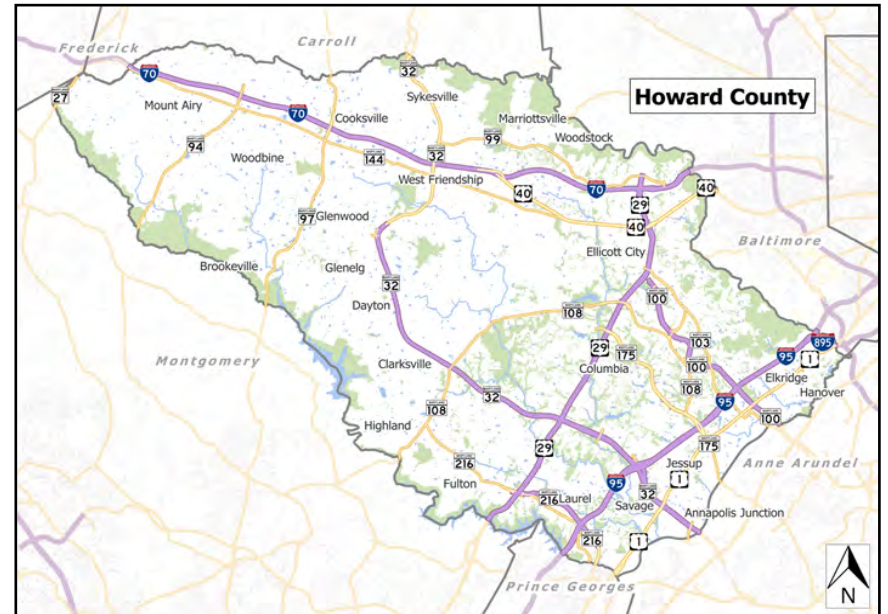 Frederick
Carroll
70
32
27
Mount Airy
Sykesville
Howard County
70
Cooksville
Marriottsville
MARYLAND
94
MARYLAND
99
Woodstock
Woodbine
144
32
West Friendship
40
70
40
29
97
Glenwood
40
Baltimore
Ellicott City
Brookeville
Glenelg
32
100
Dayton
108
103
895
Montgomery
29
175
95
1
Clarksville
Columbia
100
Elkridge
108
Hanover
32
95
108
100
Highland
175
29
216
Jessup
Anne Arundel
Fulton
95
1
216
Laurel
32
Savage
Annapolis Junction
216
1
Prince Georges
N